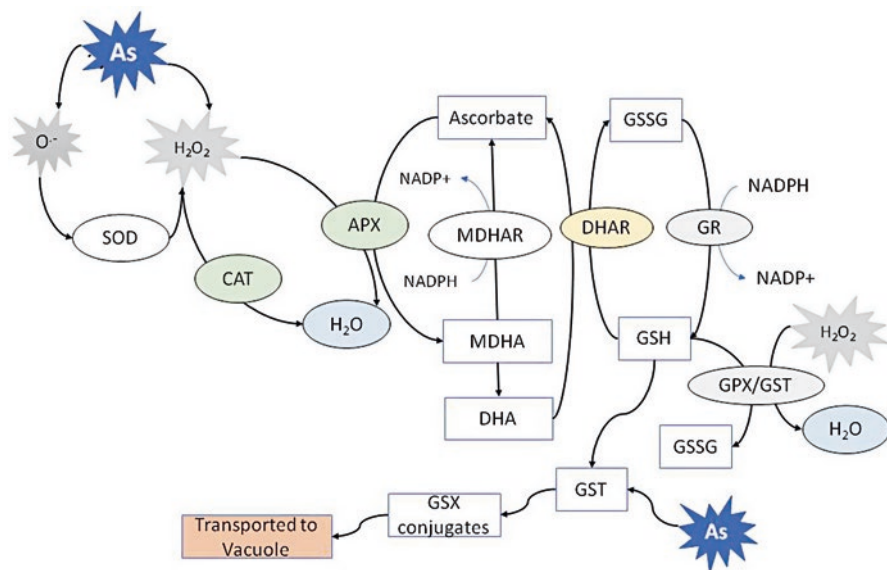 As
O·-
H₂O₂
SOD
CAT
H₂O
APX
Ascorbate
NADP+
MDHAR
NADPH
MDHA
DHA
DHAR
GSSG
GR
NADPH
NADP+
GSH
H₂O₂
GPX/GST
H₂O
GSSG
GST
As
GSX
conjugates
Transported to
Vacuole